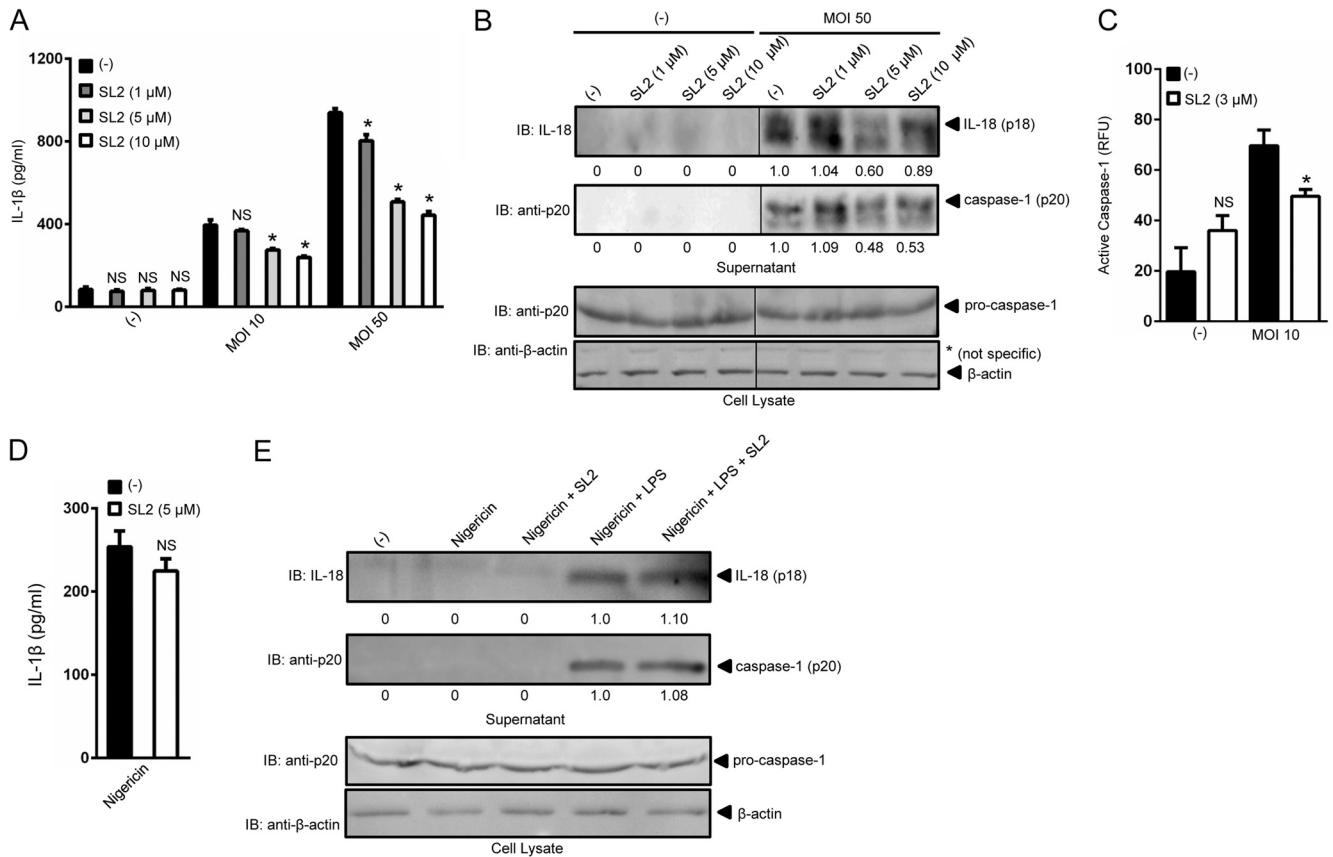 A
IL-1β (pg/ml)
1200
800
400
0
(-)
SL2 (1 µM)
SL2 (5 µM)
SL2 (10 µM)
NS
NS
NS
NS
*
*
*
*
*
(-)
MOI 10
MOI 50
B
(-)
MOI 50
(-)
SL2 (1 µM)
SL2 (5 µM)
SL2 (10 µM)
(-)
SL2 (1 µM)
SL2 (5 µM)
SL2 (10 µM)
IB: IL-18
IL-18 (p18)
0 0 0 0 1.0 1.04 0.60 0.89
IB: anti-p20
caspase-1 (p20)
0 0 0 0 1.0 1.09 0.48 0.53
Supernatant
IB: anti-p20
pro-caspase-1
IB: anti-β-actin
* (not specific)
β-actin
Cell Lysate
C
Active Caspase-1 (RFU)
100
80
60
40
20
0
(-)
SL2 (3 µM)
NS
*
(-)
MOI 10
D
IL-1β (pg/ml)
300
200
100
0
(-)
SL2 (5 µM)
NS
Nigericin
E
(-)
Nigericin
Nigericin + SL2
Nigericin + LPS
Nigericin + LPS + SL2
IB: IL-18
IL-18 (p18)
0 0 0 1.0 1.10
IB: anti-p20
caspase-1 (p20)
0 0 0 1.0 1.08
Supernatant
IB: anti-p20
pro-caspase-1
IB: anti-β-actin
β-actin
Cell Lysate